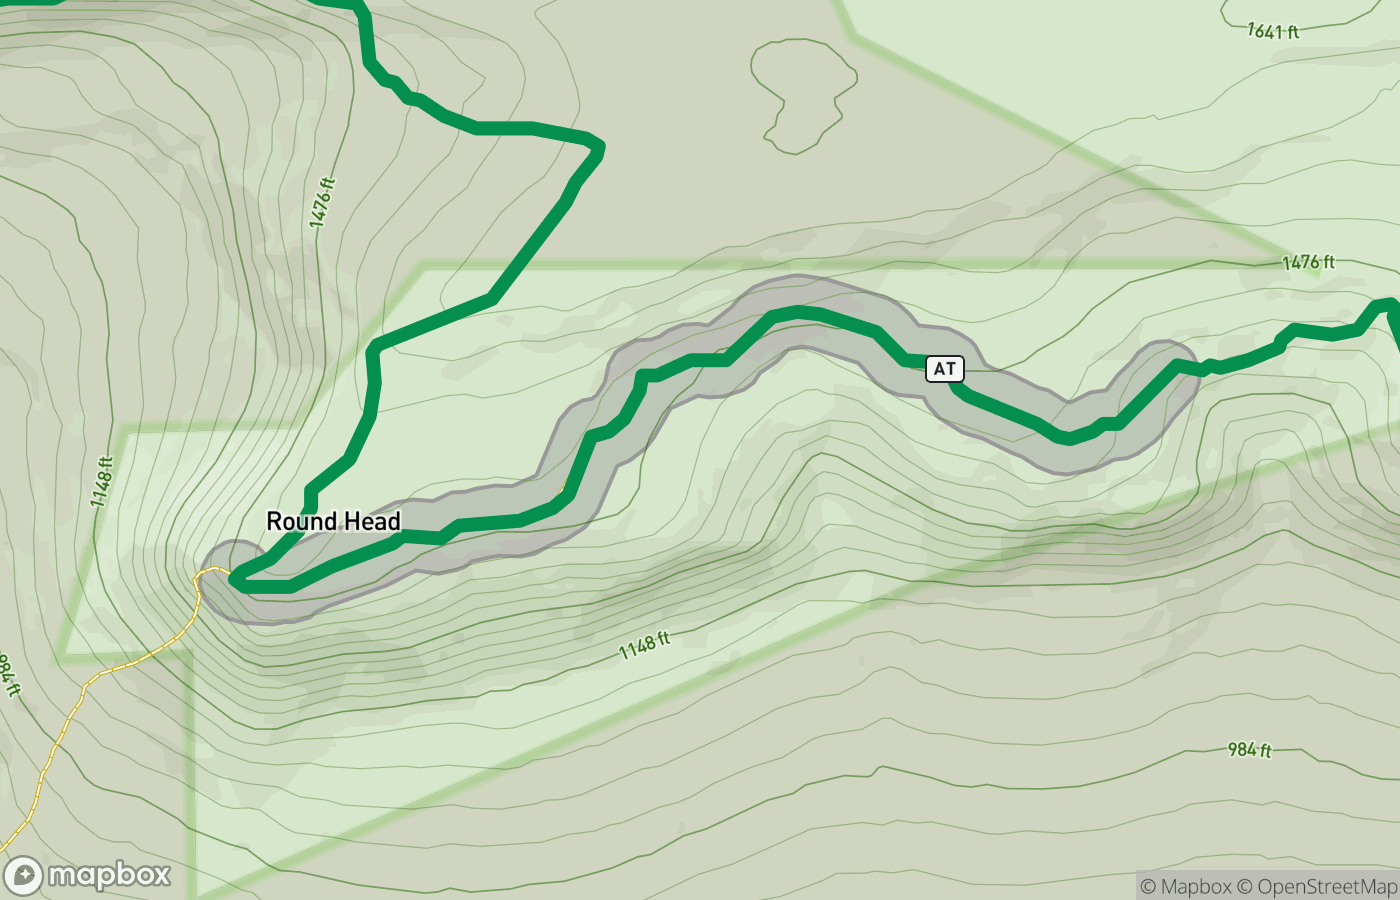 1641 ft
1476 ft
1476 ft
AT
1148 ft
Round Head
1148 ft
984 ft
984 ft
mapbox
© Mapbox © OpenStreetMap